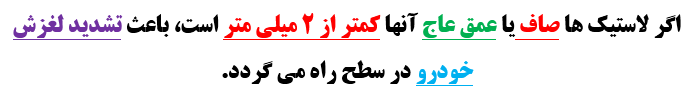 اگر لاستیک ها صاف یا عمق عاج آنها کمتر از ۲ میلی متر است، باعث تشدید لغزش
خودرو در سطح راه می گردد.